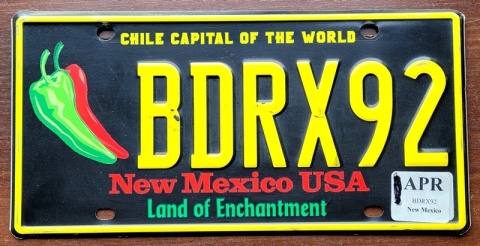 CHILE CAPITAL OF THE WORLD
BDRX92
New Mexico USA
Land of Enchantment
APR
BDRX92
New Mexico